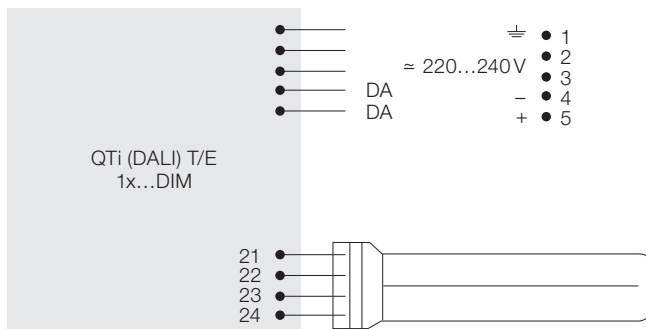 ⏚ 1
2
≃ 220...240 V
3
DA – 4
DA + 5
QTi (DALI) T/E
1x...DIM
21
22
23
24